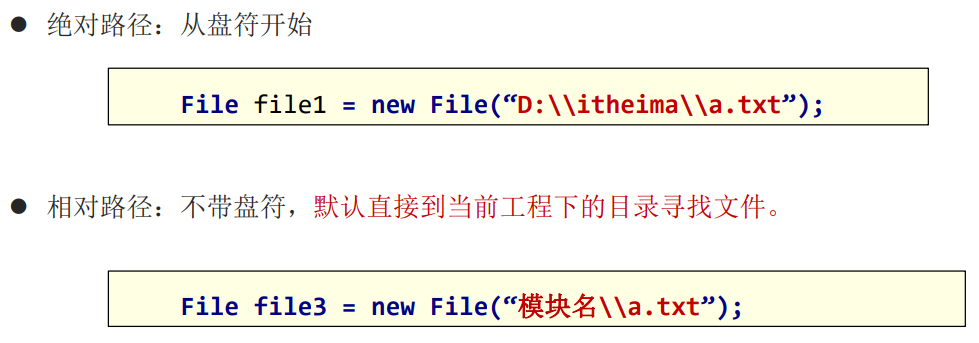 ● 绝对路径：从盘符开始
File file1 = new File(“D:\\itheima\\a.txt”);
● 相对路径：不带盘符，默认直接到当前工程下的目录寻找文件。
File file3 = new File(“模块名\\a.txt”);